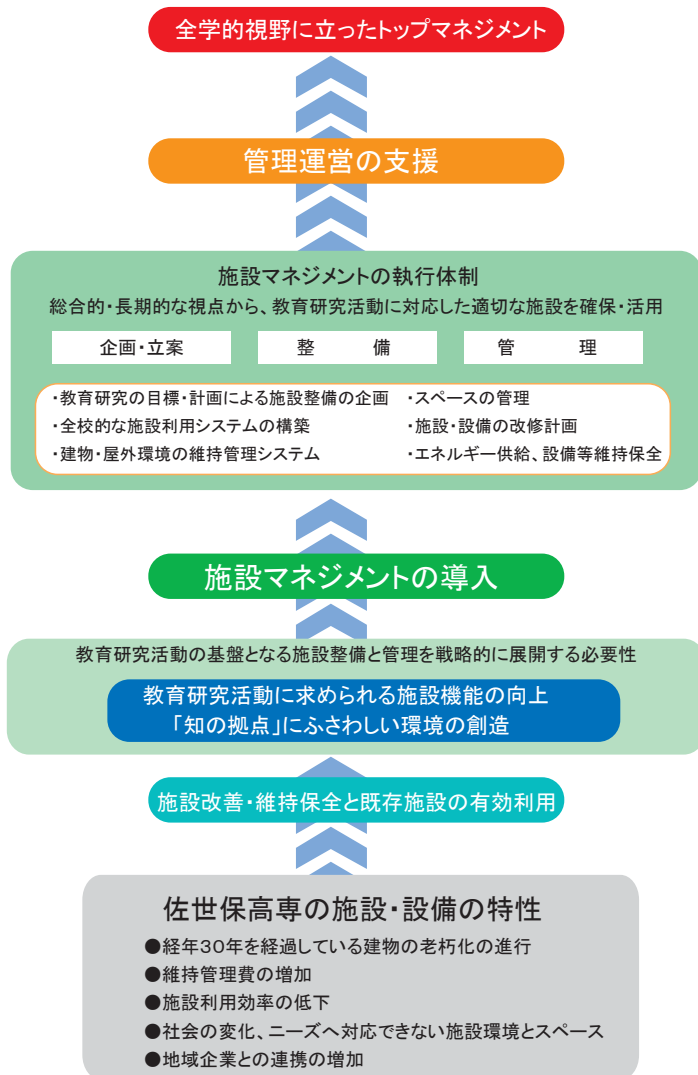 全学的視野に立ったトップマネジメント
管理運営の支援
施設マネジメントの執行体制
総合的・長期的な視点から、教育研究活動に対応した適切な施設を確保・活用
企画・立案　整　備　管　理
・教育研究の目標・計画による施設整備の企画　・スペースの管理
・全校的な施設利用システムの構築　・施設・設備の改修計画
・建物・屋外環境の維持管理システム　・エネルギー供給、設備等維持保全
施設マネジメントの導入
教育研究活動の基盤となる施設整備と管理を戦略的に展開する必要性
教育研究活動に求められる施設機能の向上
「知の拠点」にふさわしい環境の創造
施設改善・維持保全と既存施設の有効利用
佐世保高専の施設・設備の特性
●経年30年を経過している建物の老朽化の進行
●維持管理費の増加
●施設利用効率の低下
●社会の変化、ニーズへ対応できない施設環境とスペース
●地域企業との連携の増加